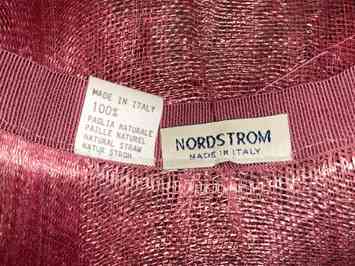 MADE IN ITALY
100%
PAGLIA NATURALE
PAILLE NATUREL
NATURAL STRAW
NATUR STROH
NORDSTROM
MADE IN ITALY